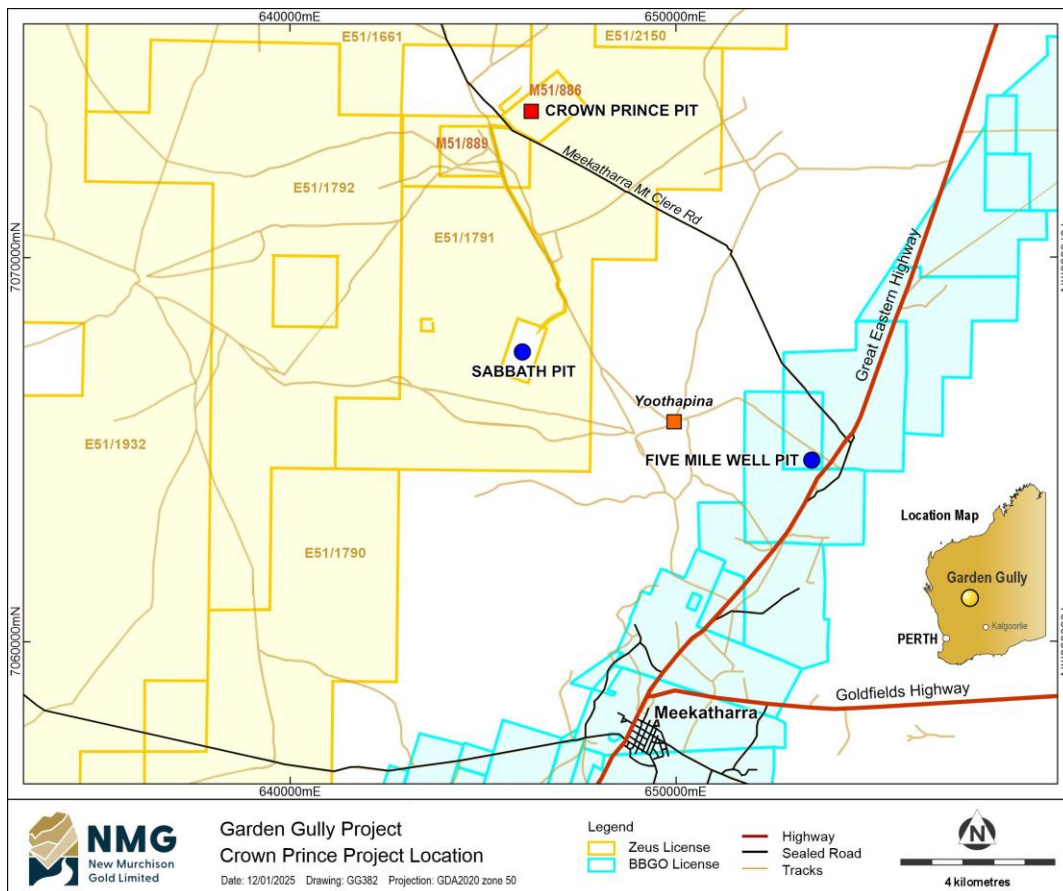 640000mE
650000mE
E51/1661
E51/2150
M51/886
CROWN PRINCE PIT
M51/889
Meekatharra Mt Clere Rd
E51/1792
E51/1791
7070000mN
7070000mN
Great Eastern Highway
SABBATH PIT
Yoothapina
E51/1932
FIVE MILE WELL PIT
Location Map
E51/1790
Garden Gully
Kalgoorlie
PERTH
7060000mN
7060000mN
Goldfields Highway
Meekatharra
640000mE
650000mE
NMG
New Murchison
Gold Limited
Garden Gully Project
Crown Prince Project Location
Date: 12/01/2025 Drawing: GG382 Projection: GDA2020 zone 50
Legend
Zeus License
BBGO License
Highway
Sealed Road
Tracks
N
4 kilometres